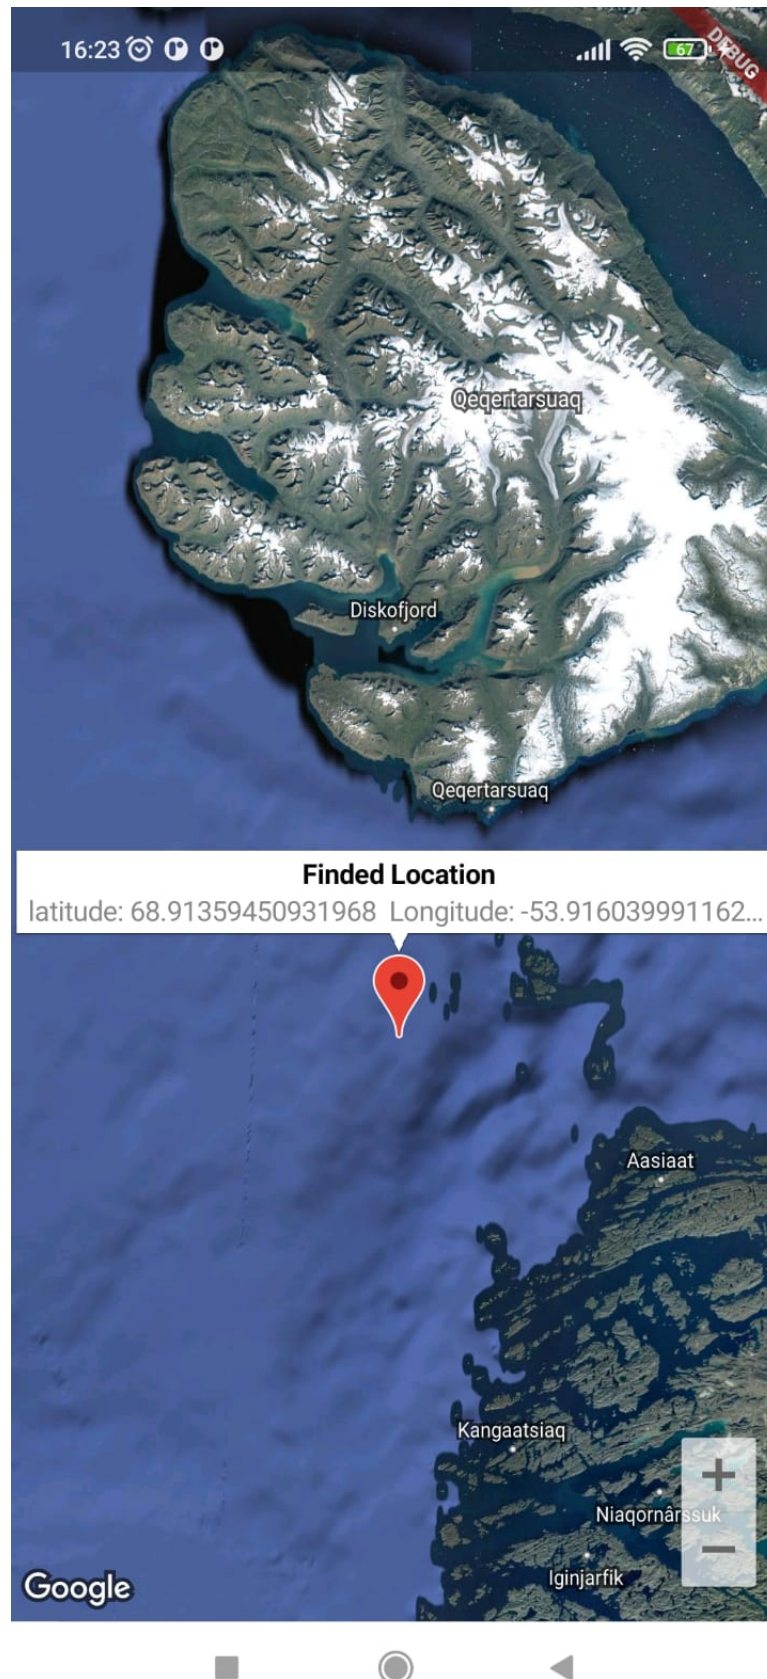 16:23
67
DEBUG
Qeqertarsuaq
Diskofjord
Qeqertarsuaq
Finded Location
latitude: 68.91359450931968 Longitude: -53.916039991162...
Aasiaat
Kangaatsiaq
Niaqornârssuk
Iginjarfik
Google